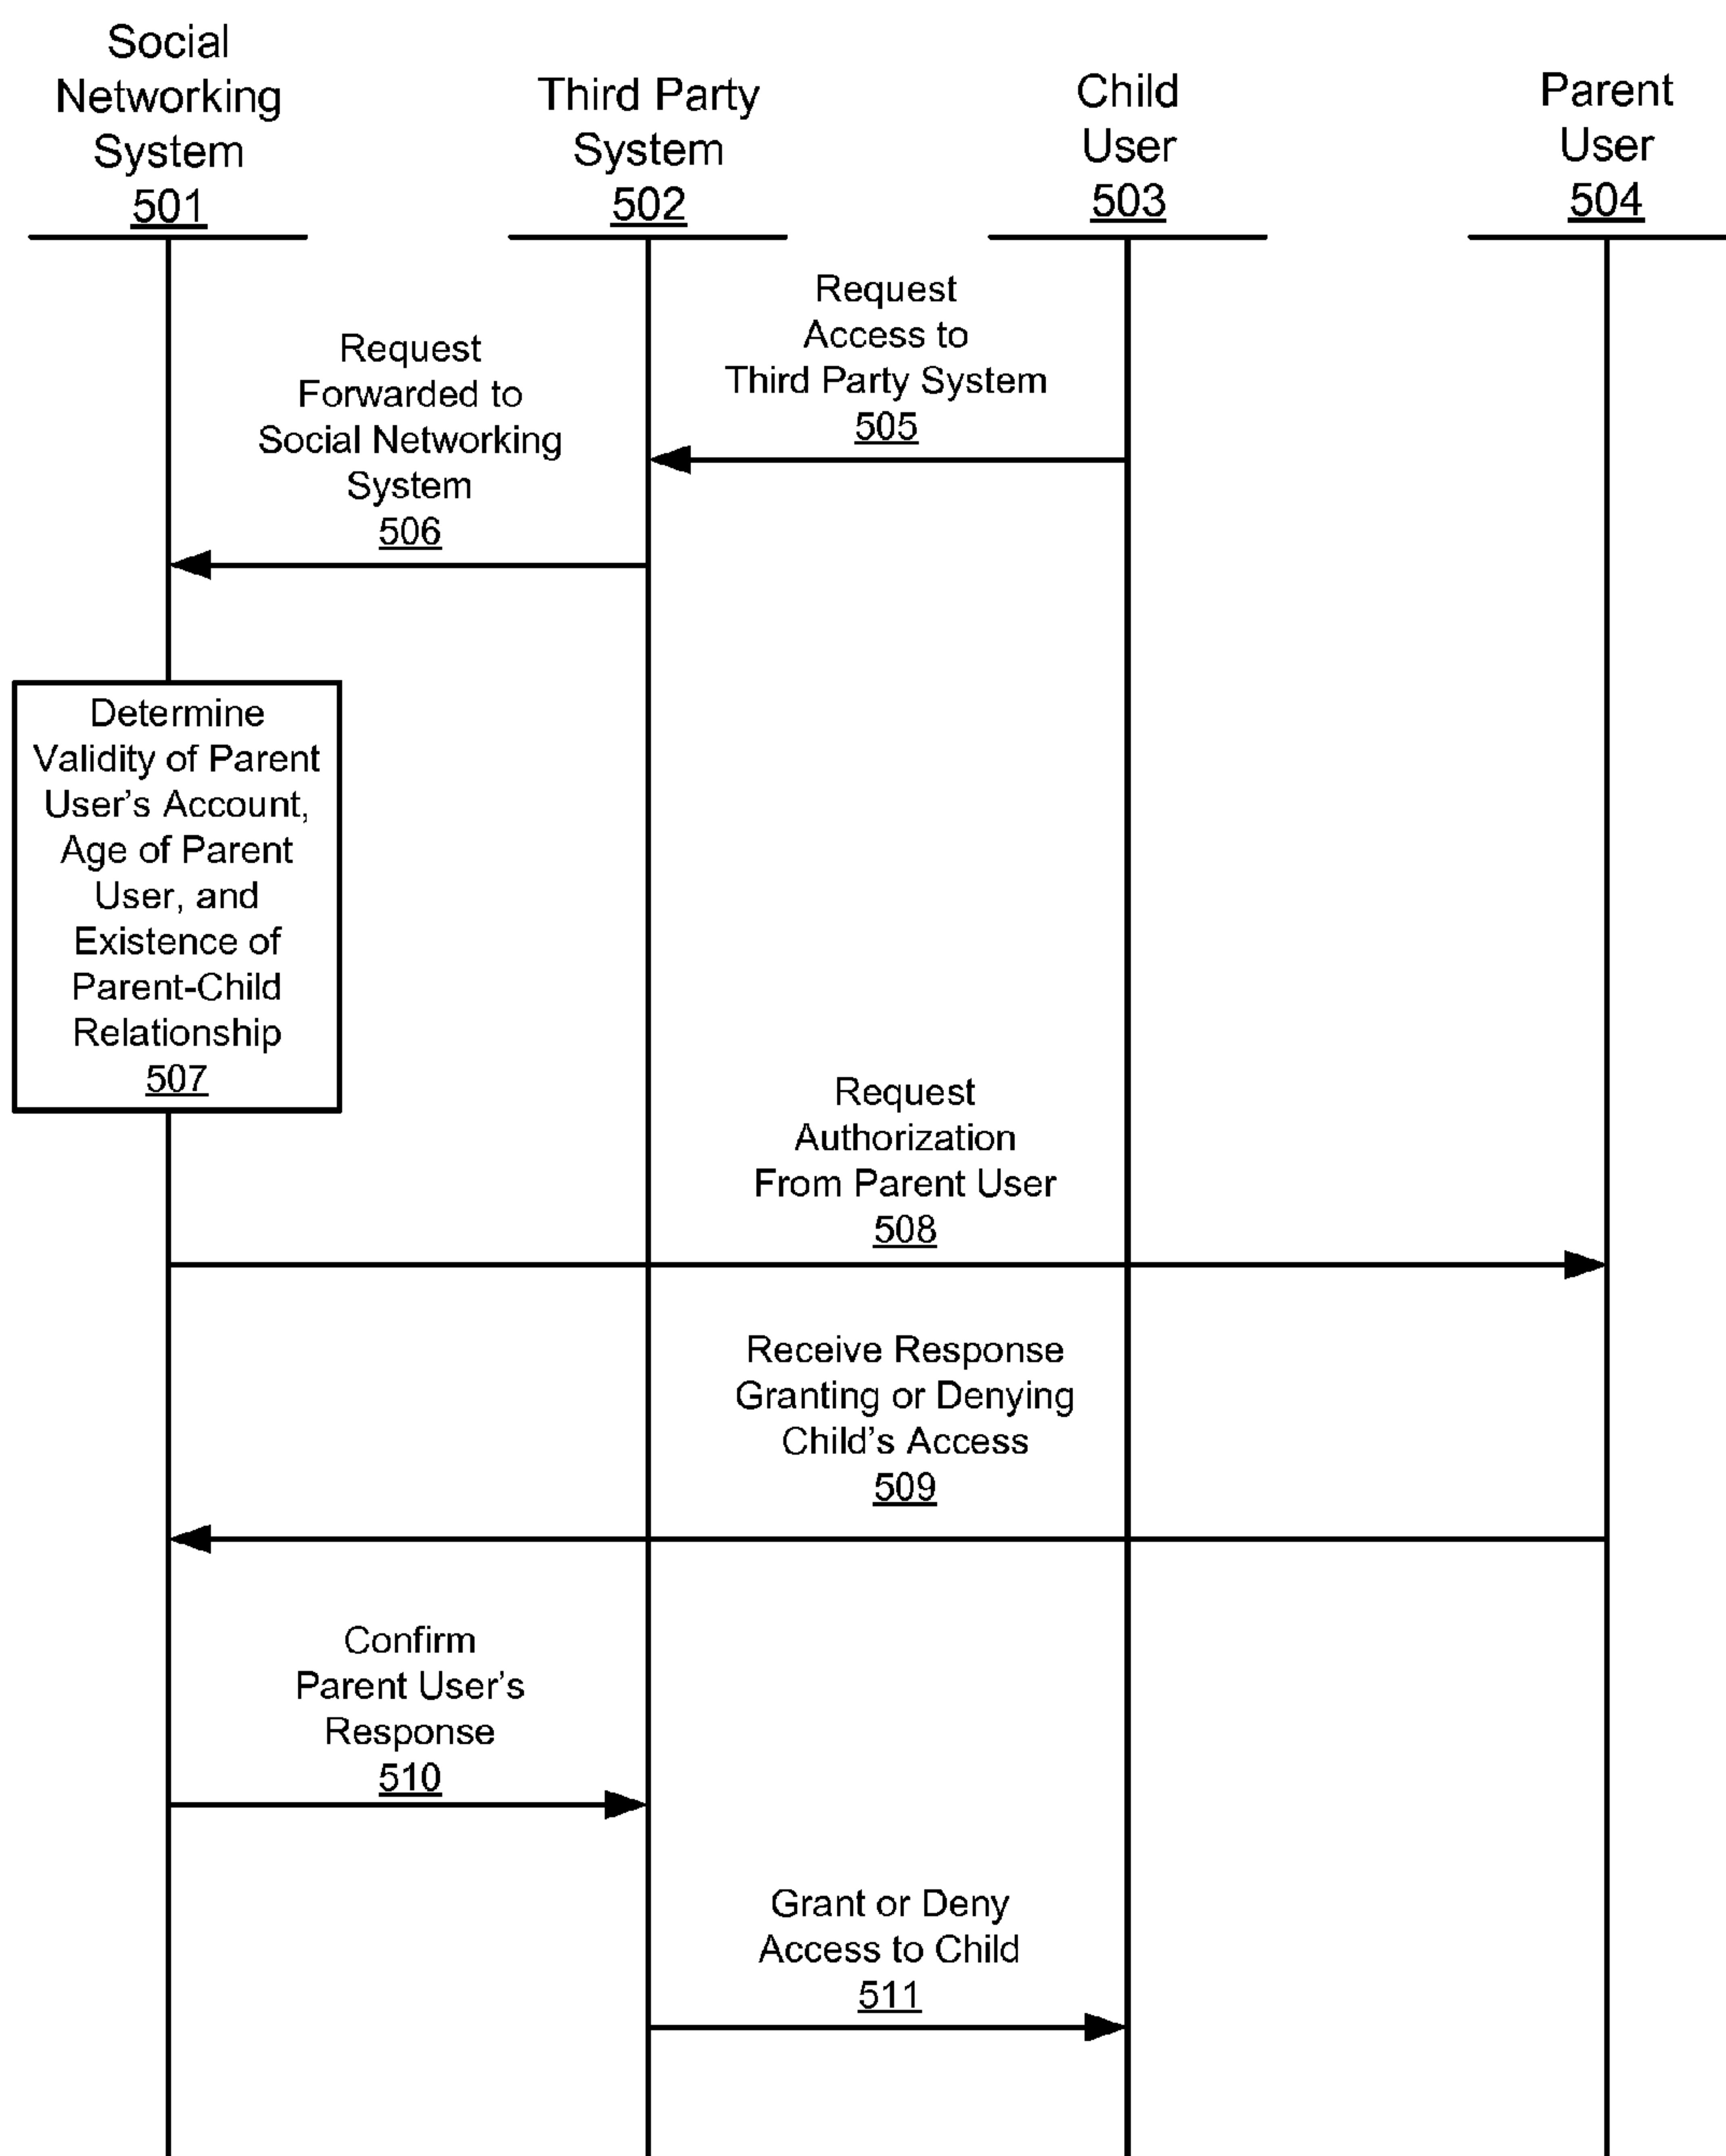 Social
Networking
System
501
Third Party
System
502
Child
User
503
Parent
User
504
Request
Access to
Third Party System
505
Request
Forwarded to
Social Networking
System
506
Determine
Validity of Parent
User's Account,
Age of Parent
User, and
Existence of
Parent-Child
Relationship
507
Request
Authorization
From Parent User
508
Receive Response
Granting or Denying
Child's Access
509
Confirm
Parent User's
Response
510
Grant or Deny
Access to Child
511